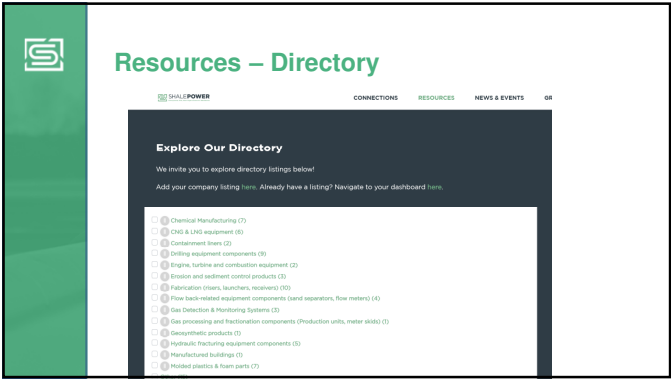 Resources – Directory
SHALEPOWER
CONNECTIONS RESOURCES NEWS & EVENTS GR
Explore Our Directory
We invite you to explore directory listings below!
Add your company listing here. Already have a listing? Navigate to your dashboard here.
Chemical Manufacturing (7)
CNG & LNG equipment (6)
Containment liners (2)
Drilling equipment components (9)
Engine, turbine and combustion equipment (2)
Erosion and sediment control products (3)
Fabrication (risers, launchers, receivers) (10)
Flow back-related equipment components (sand separators, flow meters) (4)
Gas Detection & Monitoring Systems (3)
Gas processing and fractionation components (Production units, meter skids) (1)
Geosynthetic products (1)
Hydraulic fracturing equipment components (5)
Manufactured buildings (1)
Molded plastics & foam parts (7)